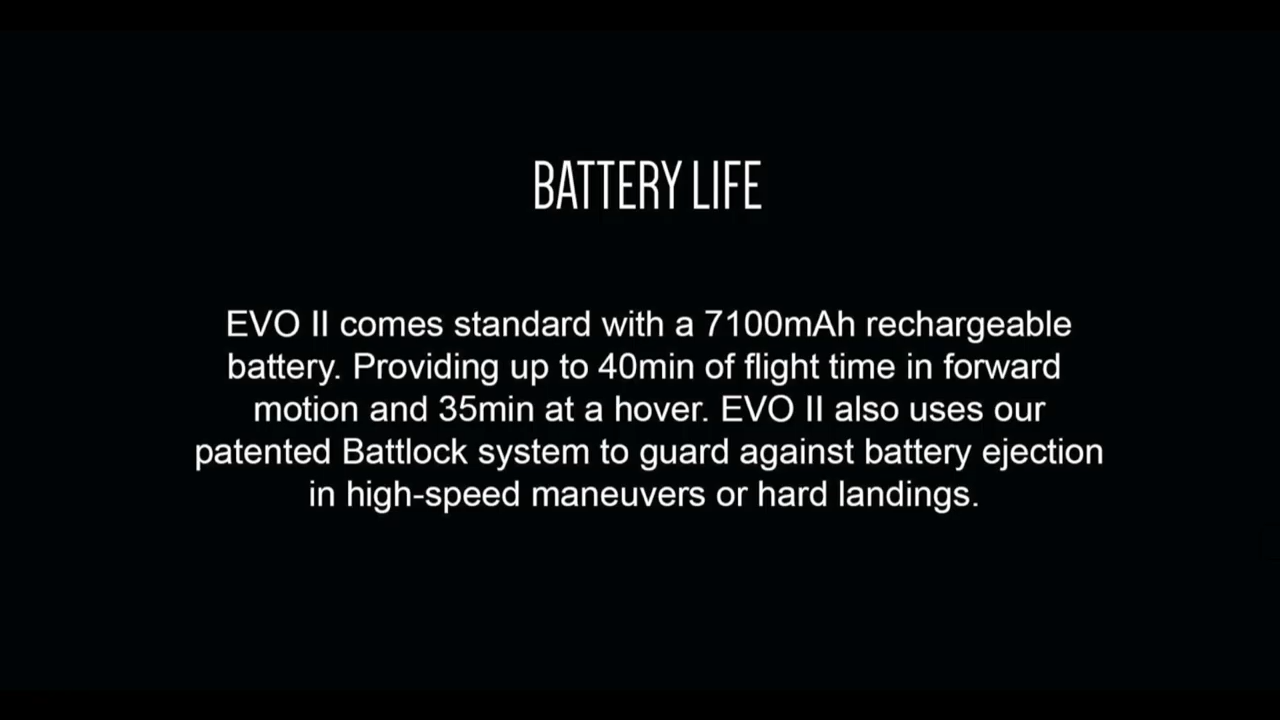 BATTERY LIFE
EVO II comes standard with a 7100mAh rechargeable
battery. Providing up to 40min of flight time in forward
motion and 35min at a hover. EVO II also uses our
patented Battlock system to guard against battery ejection
in high-speed maneuvers or hard landings.